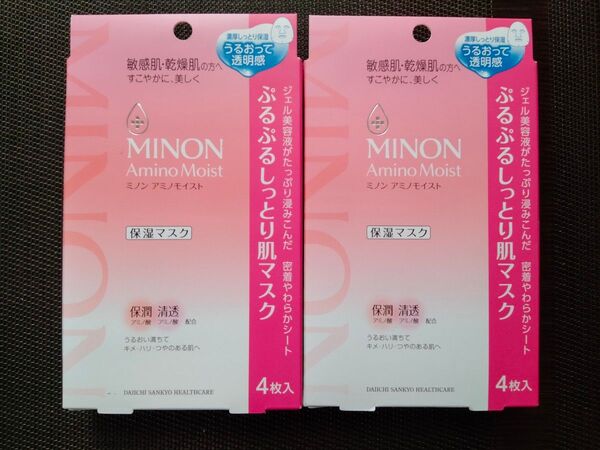 濃厚しっとり保湿
うるおって
透明感
敏感肌・乾燥肌の方へ
すこやかに、美しく
MINON
MINON
Amino Moist
ミノン アミノモイスト
保湿マスク
保潤 清透
アミノ酸 アミノ酸 配合
うるおい満ちて
キメ・ハリ・つやのある肌へ
DAIICHI SANKYO HEALTHCARE
ジェル美容液がたっぷり浸みこんだ 密着やわらかシート
ぷるぷるしっとり肌マスク
4枚入
濃厚しっとり保湿
うるおって
透明感
敏感肌・乾燥肌の方へ
すこやかに、美しく
MINON
MINON
Amino Moist
ミノン アミノモイスト
保湿マスク
保潤 清透
アミノ酸 アミノ酸 配合
うるおい満ちて
キメ・ハリ・つやのある肌へ
DAIICHI SANKYO HEALTHCARE
ジェル美容液がたっぷり浸みこんだ 密着やわらかシート
ぷるぷるしっとり肌マスク
4枚入